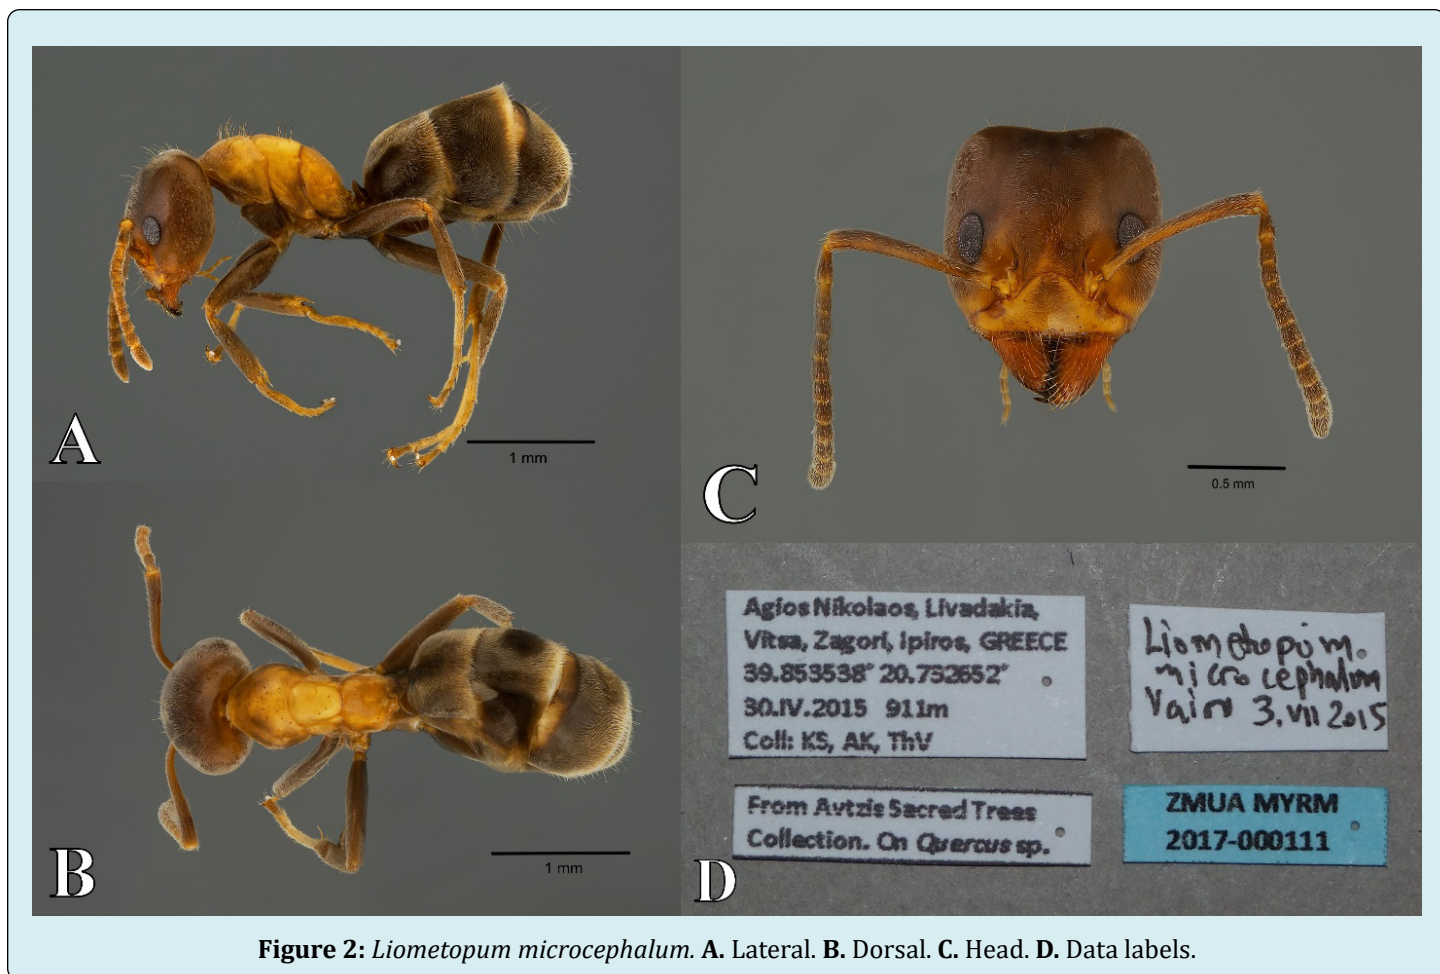 A
1 mm
B
1 mm
C
0.5 mm
Agios Nikolaos, Livadakia,
Vitsa, Zagori, Ipiros, GREECE
39.853538° 20.732652°
30.IV.2015 911m
Coll: KS, AK, ThV
Liometopum
microcephalum
3.VII 2015
From Avtzis Sacred Trees
Collection. On Quercus sp.
ZMUA MYRM
2017-000111
D
Figure 2: Liometopum microcephalum. A. Lateral. B. Dorsal. C. Head. D. Data labels.